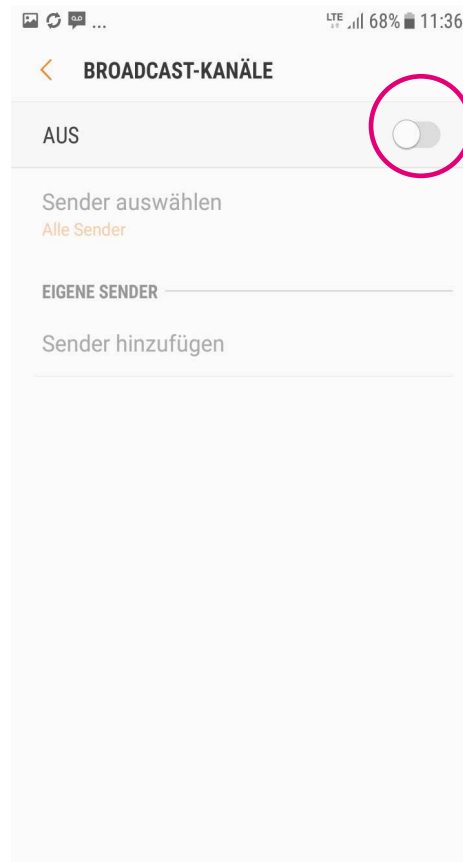 ... LTE 68% 11:36
BROADCAST-KANÄLE
AUS
Sender auswählen
Alle Sender
EIGENE SENDER
Sender hinzufügen